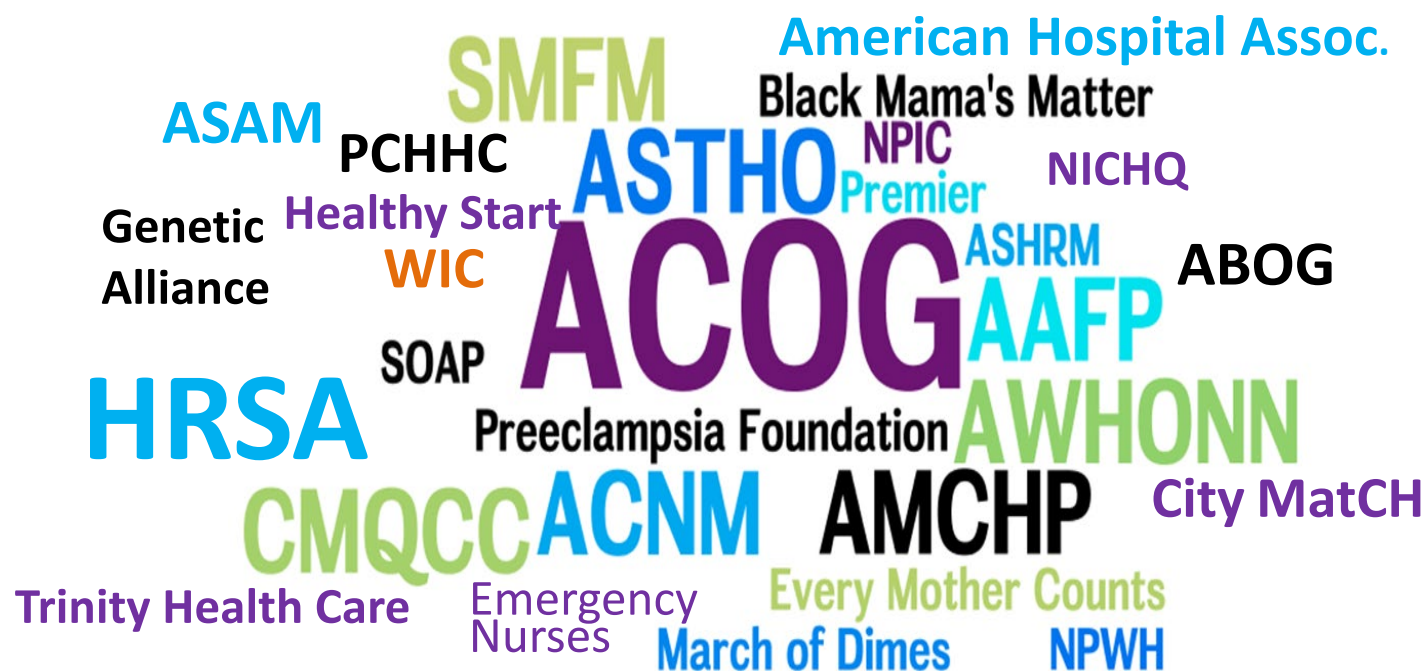 American Hospital Assoc.
SMFM
Black Mama's Matter
ASAM
PCHHC
ASTHO
NPIC
NICHQ
Premier
Healthy Start
Genetic
Alliance
WIC
ACOG
ASHRM
ABOG
AAFP
SOAP
HRSA
Preeclampsia Foundation
AWHONN
CMQCC
ACNM
AMCHP
City MatCH
Trinity Health Care
Emergency
Nurses
Every Mother Counts
March of Dimes
NPWH